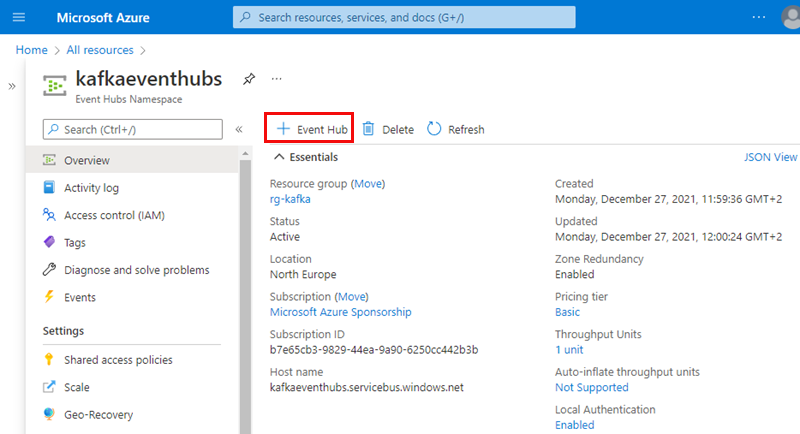 Microsoft Azure
Search resources, services, and docs (G+/)
...
Home > All resources >
»
kafkaeventhubs ...
Event Hubs Namespace
Search (Ctrl+/) «
+ Event Hub Delete Refresh
Overview
Activity log
Access control (IAM)
Tags
Diagnose and solve problems
Events
Settings
Shared access policies
Scale
Geo-Recovery
Essentials JSON View
Resource group (Move)
rg-kafka
Status
Active
Location
North Europe
Subscription (Move)
Microsoft Azure Sponsorship
Subscription ID
b7e65cb3-9829-44ea-9a90-6250cc442b3b
Host name
kafkaeventhubs.servicebus.windows.net
Created
Monday, December 27, 2021, 11:59:36 GMT+2
Updated
Monday, December 27, 2021, 12:00:24 GMT+2
Zone Redundancy
Enabled
Pricing tier
Basic
Throughput Units
1 unit
Auto-inflate throughput units
Not Supported
Local Authentication
Enabled